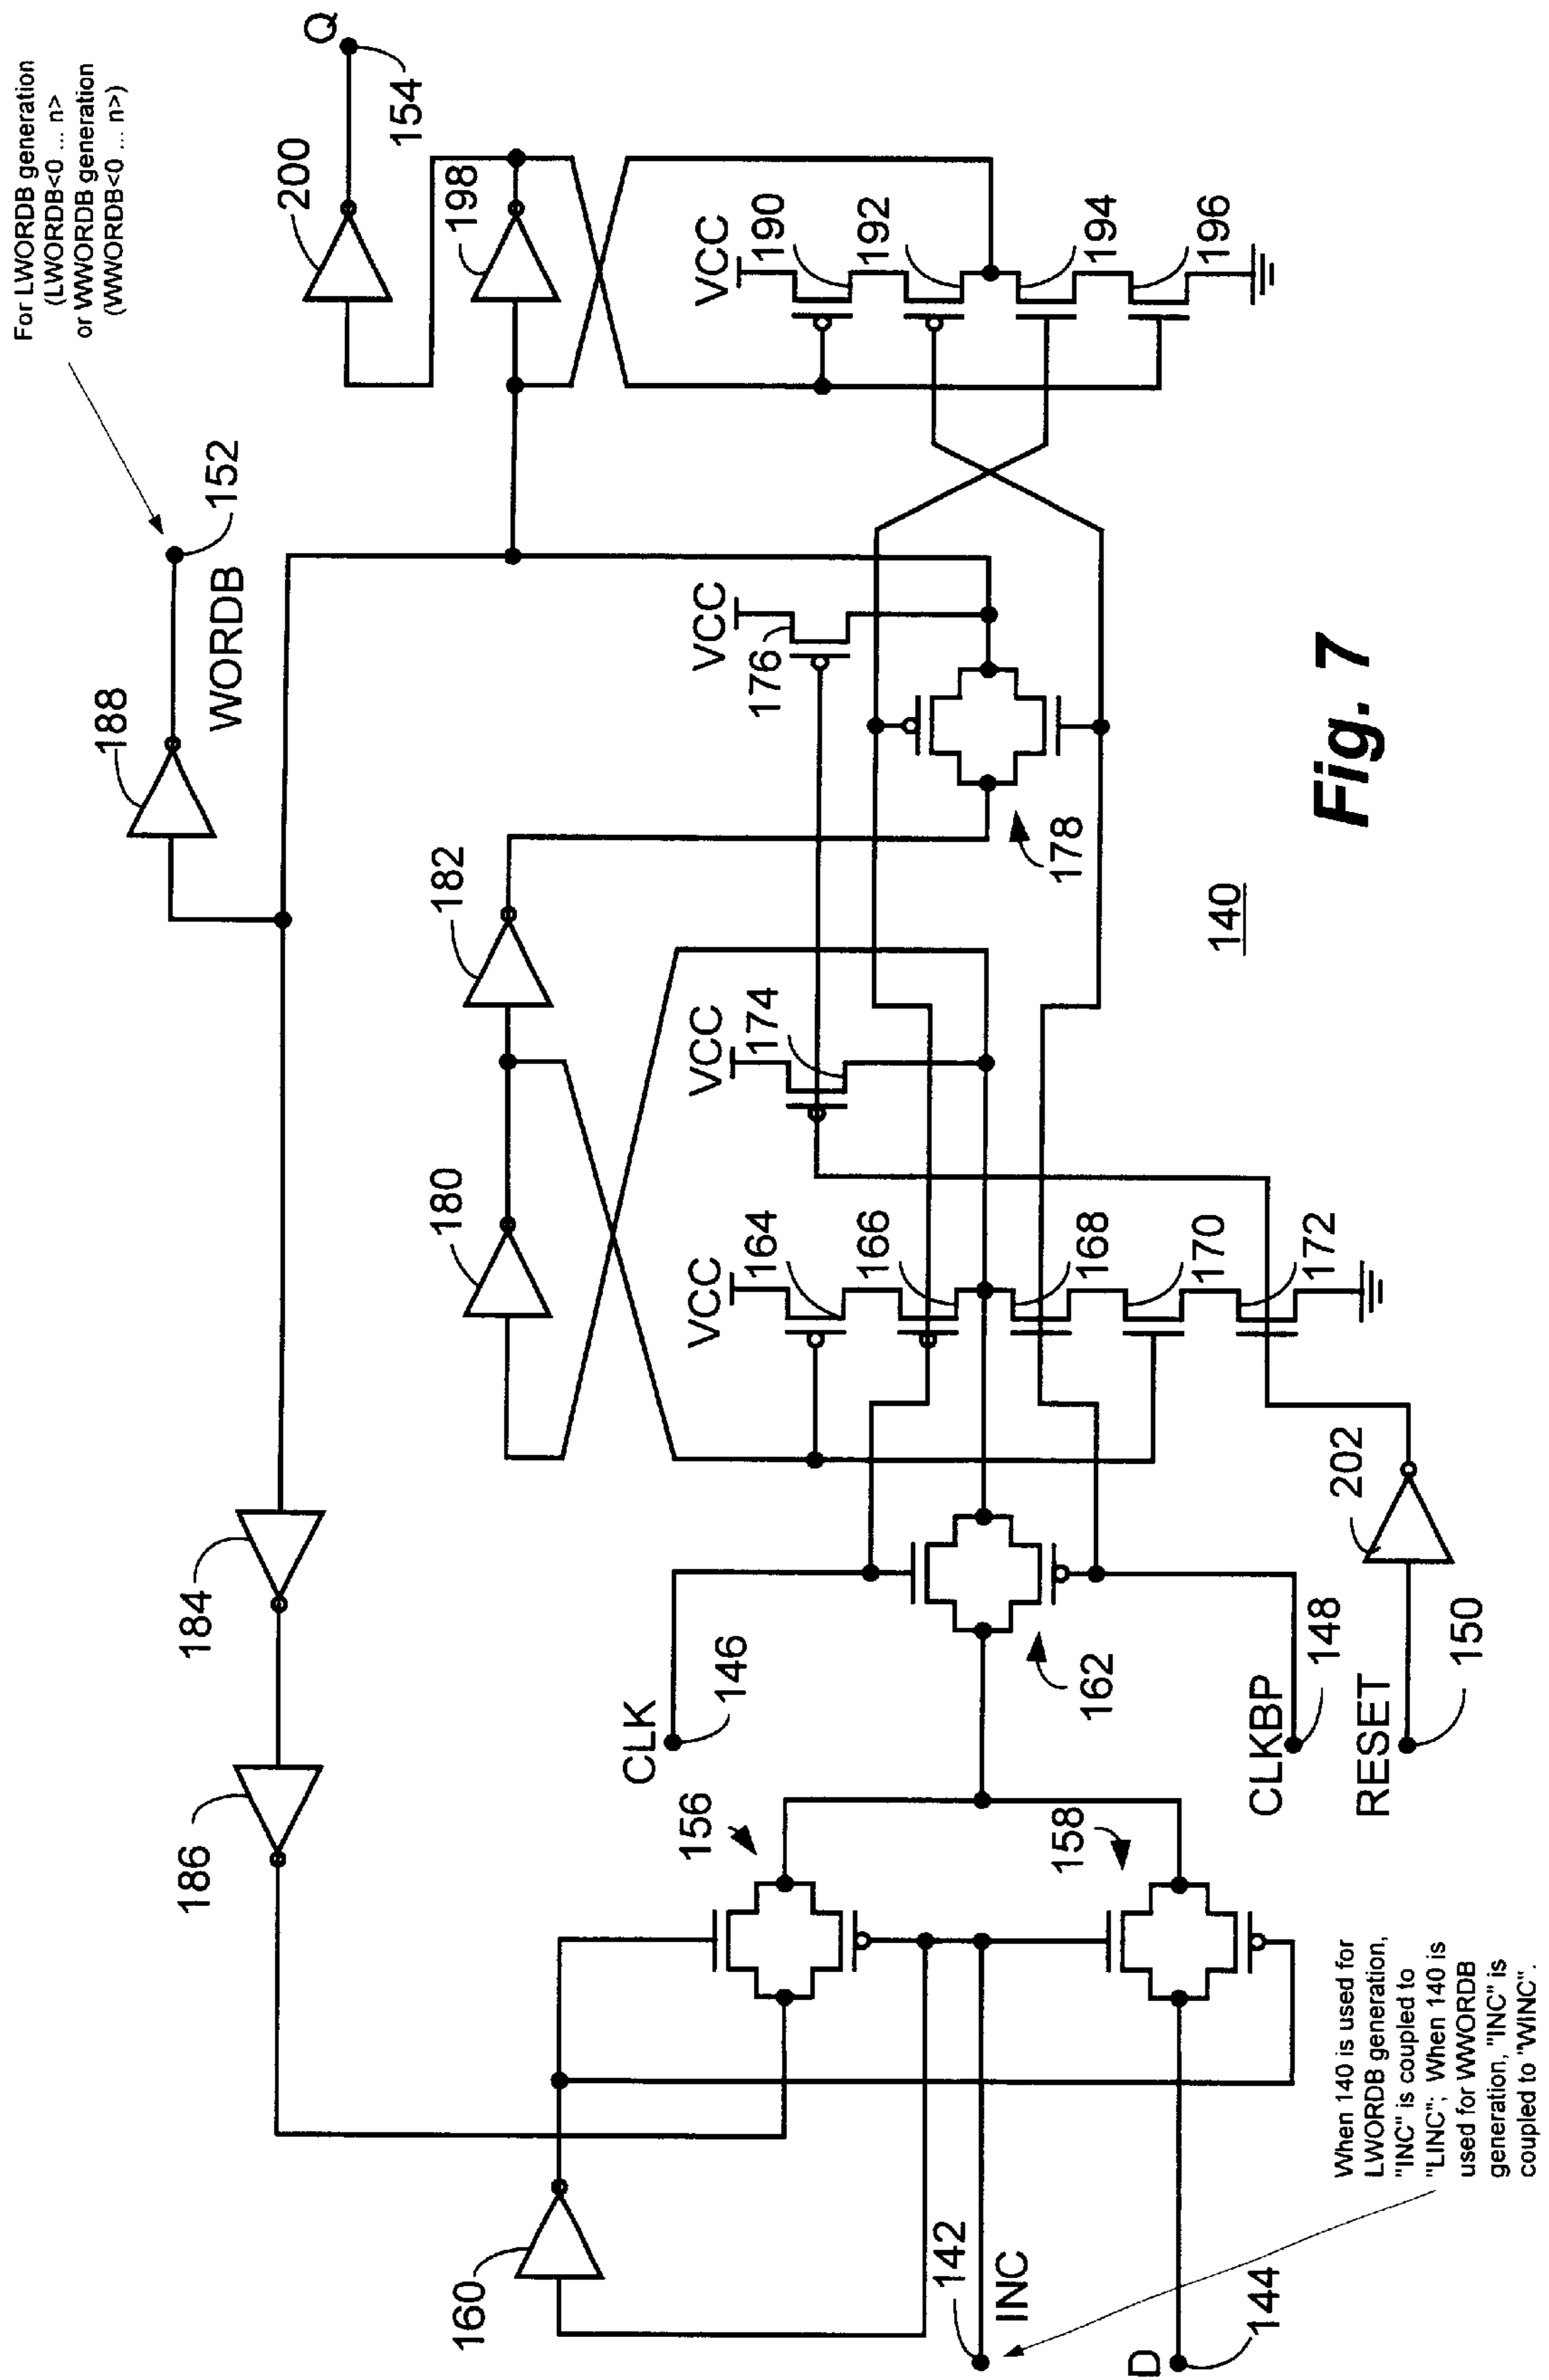 For LWORDB generation
(LWORDB<0 ... n>
or WWORDB generation
(WWORDB<0 ... n>)
188
152
WORDB
200
Q
154
198
184
186
180
182
VCC
190
192
194
196
VCC
176
178
VCC
174
VCC
164
166
168
170
172
CLK
146
162
CLKBP
148
RESET
150
202
156
158
160
142
INC
D
144
When 140 is used for
LWORDB generation,
"INC" is coupled to
"LINC"; When 140 is
used for WWORDB
generation, "INC" is
coupled to "WINC".
140
Fig. 7